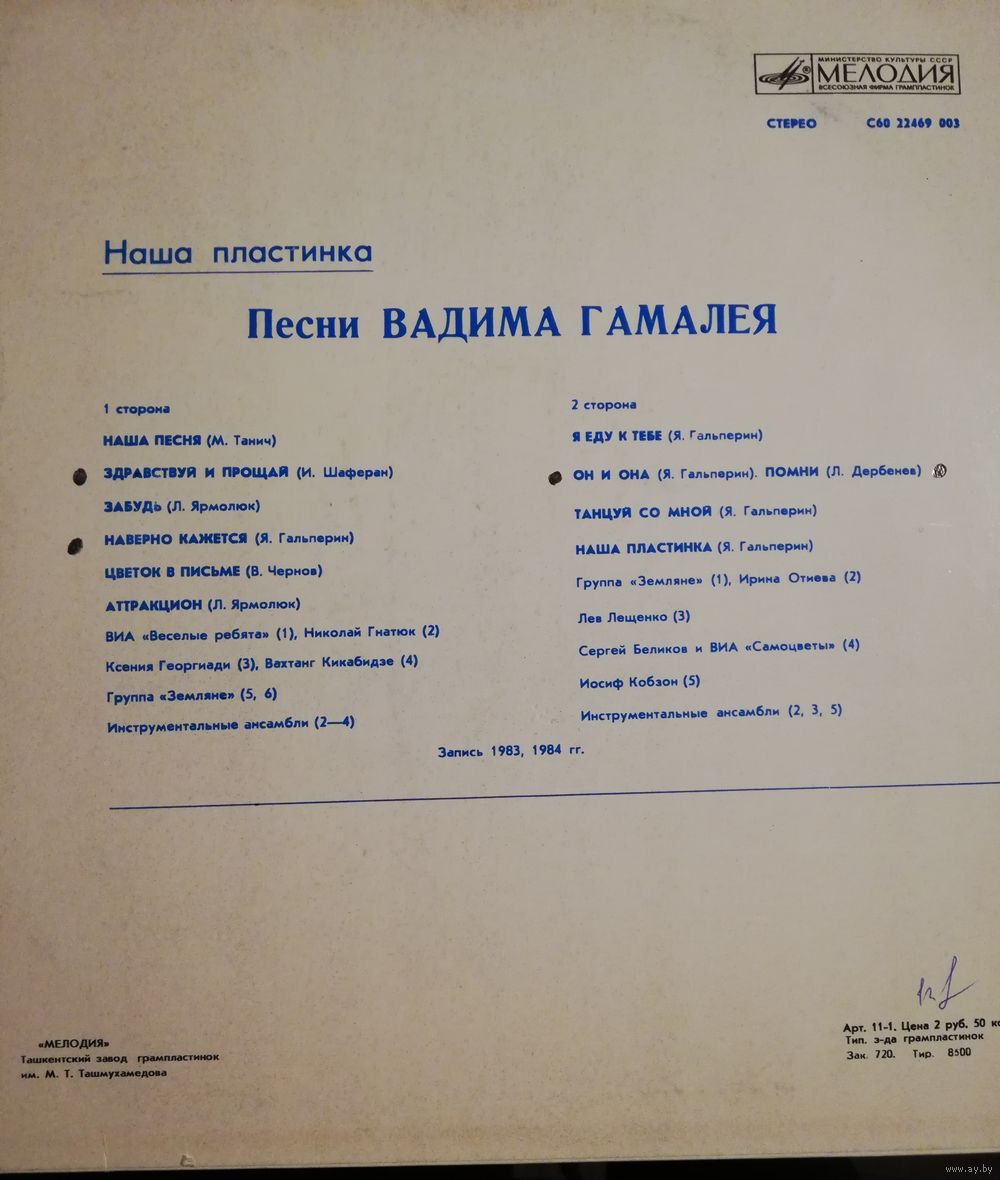 МИНИСТЕРСТВО КУЛЬТУРЫ СССР
МЕЛОДИЯ
ВСЕСОЮЗНАЯ ФИРМА ГРАМПЛАСТИНОК
СТЕРЕО С60 22469 003
Наша пластинка
Песни ВАДИМА ГАМАЛЕЯ
1 сторона
НАША ПЕСНЯ (М. Танич)
ЗДРАВСТВУЙ И ПРОЩАЙ (И. Шаферан)
ЗАБУДЬ (Л. Ярмолюк)
НАВЕРНО КАЖЕТСЯ (Я. Гальперин)
ЦВЕТОК В ПИСЬМЕ (В. Чернов)
АТТРАКЦИОН (Л. Ярмолюк)
ВИА «Веселые ребята» (1), Николай Гнатюк (2)
Ксения Георгиади (3), Вахтанг Кикабидзе (4)
Группа «Земляне» (5, 6)
Инструментальные ансамбли (2—4)
2 сторона
Я ЕДУ К ТЕБЕ (Я. Гальперин)
ОН И ОНА (Я. Гальперин). ПОМНИ (Л. Дербенев)
ТАНЦУЙ СО МНОЙ (Я. Гальперин)
НАША ПЛАСТИНКА (Я. Гальперин)
Группа «Земляне» (1), Ирина Отиева (2)
Лев Лещенко (3)
Сергей Беликов и ВИА «Самоцветы» (4)
Иосиф Кобзон (5)
Инструментальные ансамбли (2, 3, 5)
Запись 1983, 1984 гг.
«МЕЛОДИЯ»
Ташкентский завод грампластинок
им. М. Т. Ташмухамедова
Арт. 11-1. Цена 2 руб. 50 ко
Тип. з-да грампластинок
Зак. 720. Тир. 8500
www.ay.by